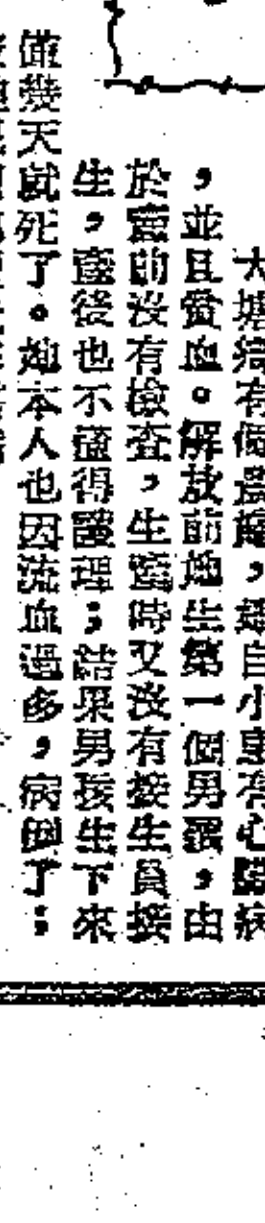 大塘有個農婦，她自小患有心臟病
，並且貧血。解放前她生第一個男孩，由
於產前沒有檢查，生產時又沒有接生員接
生，產後也不懂得護理；結果男孩生下來
僅幾天就死了。她本人也因流血過多，病倒了；